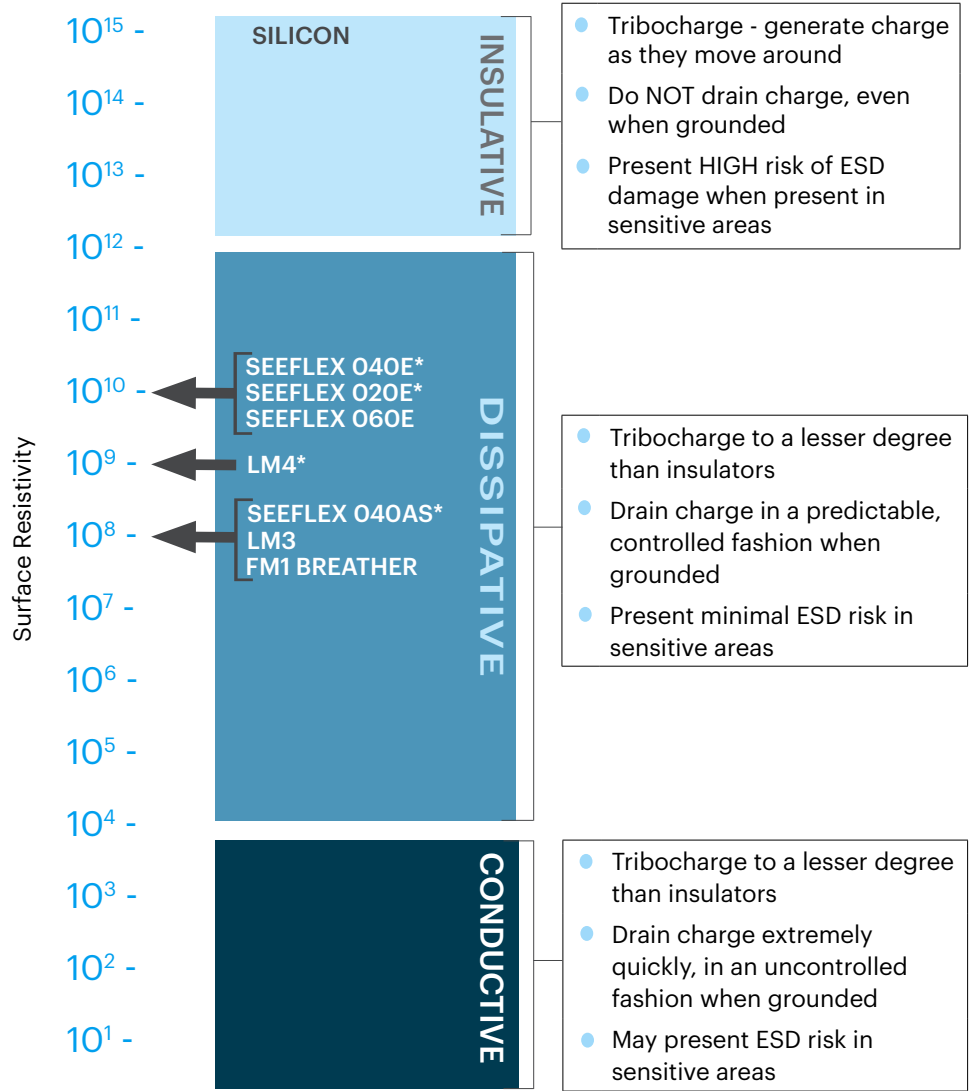 10¹⁵ -
10¹⁴ -
10¹³ -
10¹² -
10¹¹ -
10¹⁰ -
10⁹ -
10⁸ -
10⁷ -
10⁶ -
10⁵ -
10⁴ -
10³ -
10² -
10¹ -
Surface Resistivity
SILICON
INSULATIVE
Tribocharge - generate charge
as they move around
Do NOT drain charge, even
when grounded
Present HIGH risk of ESD
damage when present in
sensitive areas
SEEFLEX 040E*
SEEFLEX 020E*
SEEFLEX 060E
LM4*
SEEFLEX 040AS*
LM3
FM1 BREATHER
DISSIPATIVE
Tribocharge to a lesser degree
than insulators
Drain charge in a predictable,
controlled fashion when
grounded
Present minimal ESD risk in
sensitive areas
CONDUCTIVE
Tribocharge to a lesser degree
than insulators
Drain charge extremely
quickly, in an uncontrolled
fashion when grounded
May present ESD risk in
sensitive areas